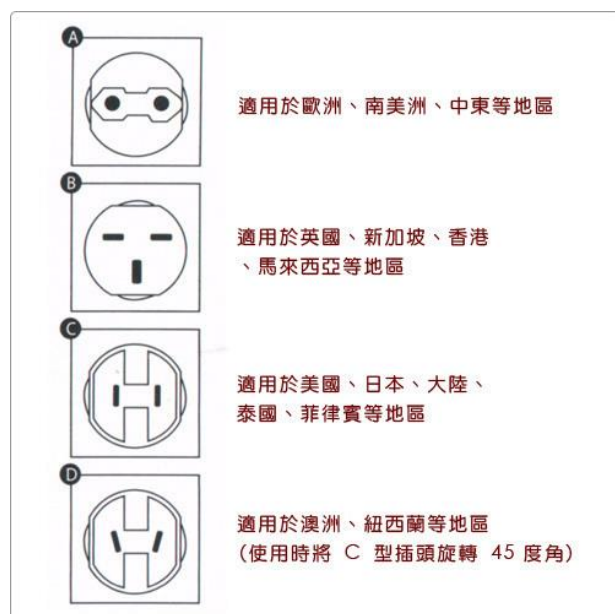 A
適用於歐洲、南美洲、中東等地區
B
適用於英國、新加坡、香港
、馬來西亞等地區
C
適用於美國、日本、大陸、
泰國、菲律賓等地區
D
適用於澳洲、紐西蘭等地區
(使用時將 C 型插頭旋轉 45 度角)